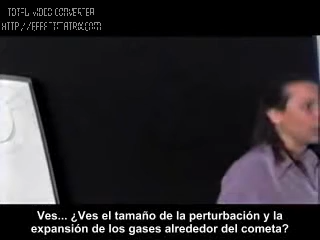 TOTAL VIDEO CONVERTER
HTTP://EFFECTMATRIX.COM
Ves... ¿Ves el tamaño de la perturbación y la
expansión de los gases alrededor del cometa?